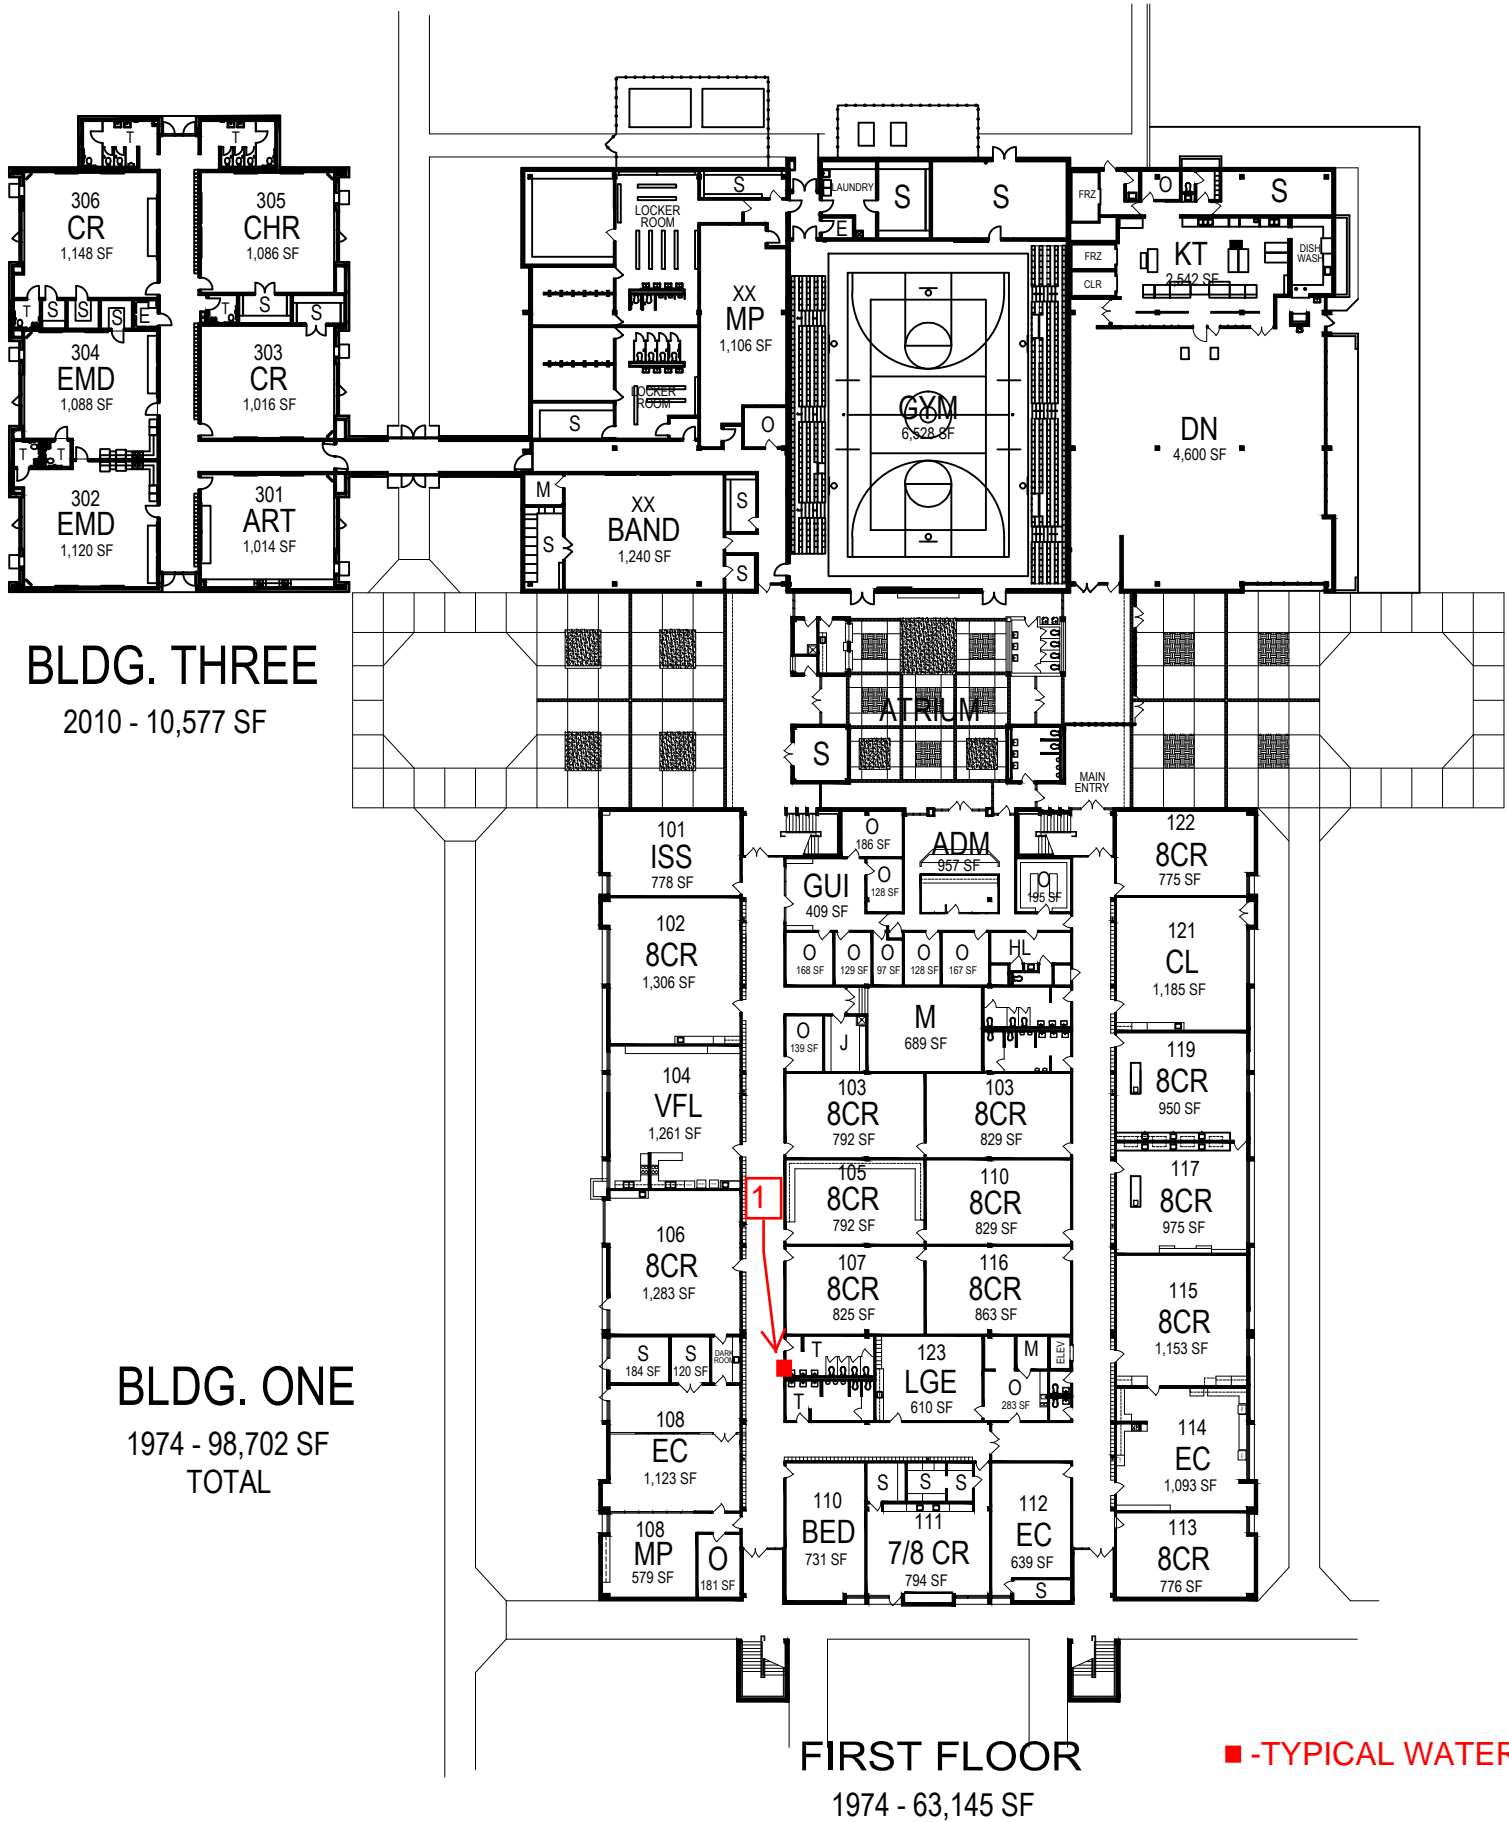 306
CR
1,148 SF
305
CHR
1,086 SF
T
T
T
S
S
S
E
T
S
S
304
EMD
1,088 SF
303
CR
1,016 SF
T
T
302
EMD
1,120 SF
301
ART
1,014 SF
BLDG. THREE
2010 - 10,577 SF
LOCKER
ROOM
S
XX
MP
1,106 SF
LOCKER
ROOM
S
O
M
S
XX
BAND
1,240 SF
S
S
LAUNDRY
E
S
S
GYM
6,528 SF
FRZ
O
S
FRZ
CLR
KT
2,542 SF
DISH
WASH
DN
4,600 SF
ATRIUM
S
MAIN
ENTRY
101
ISS
778 SF
O
186 SF
ADM
957 SF
GUI
409 SF
O
128 SF
O
195 SF
122
8CR
775 SF
102
8CR
1,306 SF
O
168 SF
O
129 SF
O
97 SF
O
128 SF
O
167 SF
HL
121
CL
1,185 SF
O
139 SF
J
M
689 SF
104
VFL
1,261 SF
103
8CR
792 SF
103
8CR
829 SF
119
8CR
950 SF
1
105
8CR
792 SF
110
8CR
829 SF
117
8CR
975 SF
106
8CR
1,283 SF
107
8CR
825 SF
116
8CR
863 SF
115
8CR
1,153 SF
S
184 SF
S
120 SF
DARK
ROOM
T
T
123
LGE
610 SF
M
ELEV
O
283 SF
BLDG. ONE
1974 - 98,702 SF
TOTAL
108
EC
1,123 SF
114
EC
1,093 SF
108
MP
579 SF
O
181 SF
110
BED
731 SF
S
S
S
111
7/8 CR
794 SF
112
EC
639 SF
S
113
8CR
776 SF
FIRST FLOOR
1974 - 63,145 SF
-TYPICAL WATER